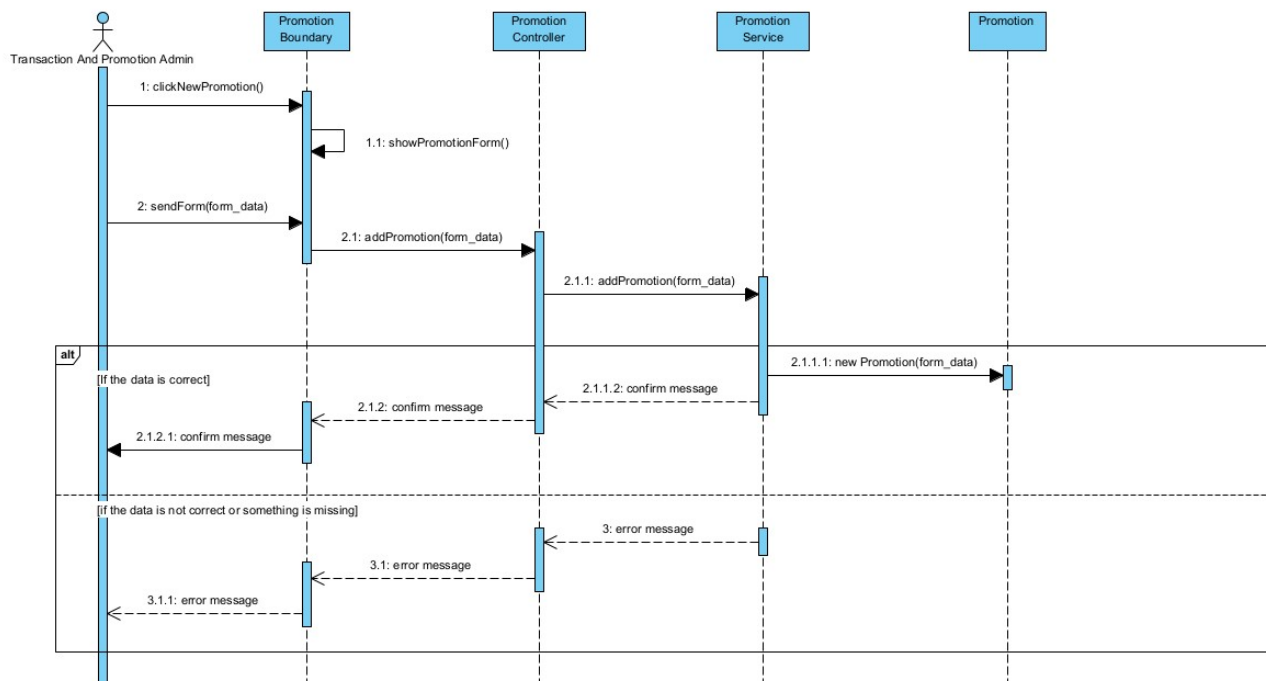 Promotion
Boundary
Promotion
Controller
Promotion
Service
Promotion
Transaction And Promotion Admin
1: clickNewPromotion()
1.1: showPromotionForm()
2: sendForm(form_data)
2.1: addPromotion(form_data)
2.1.1: addPromotion(form_data)
alt
2.1.1.1: new Promotion(form_data)
[If the data is correct]
2.1.1.2: confirm message
2.1.2: confirm message
2.1.2.1: confirm message
[if the data is not correct or something is missing]
3: error message
3.1: error message
3.1.1: error message